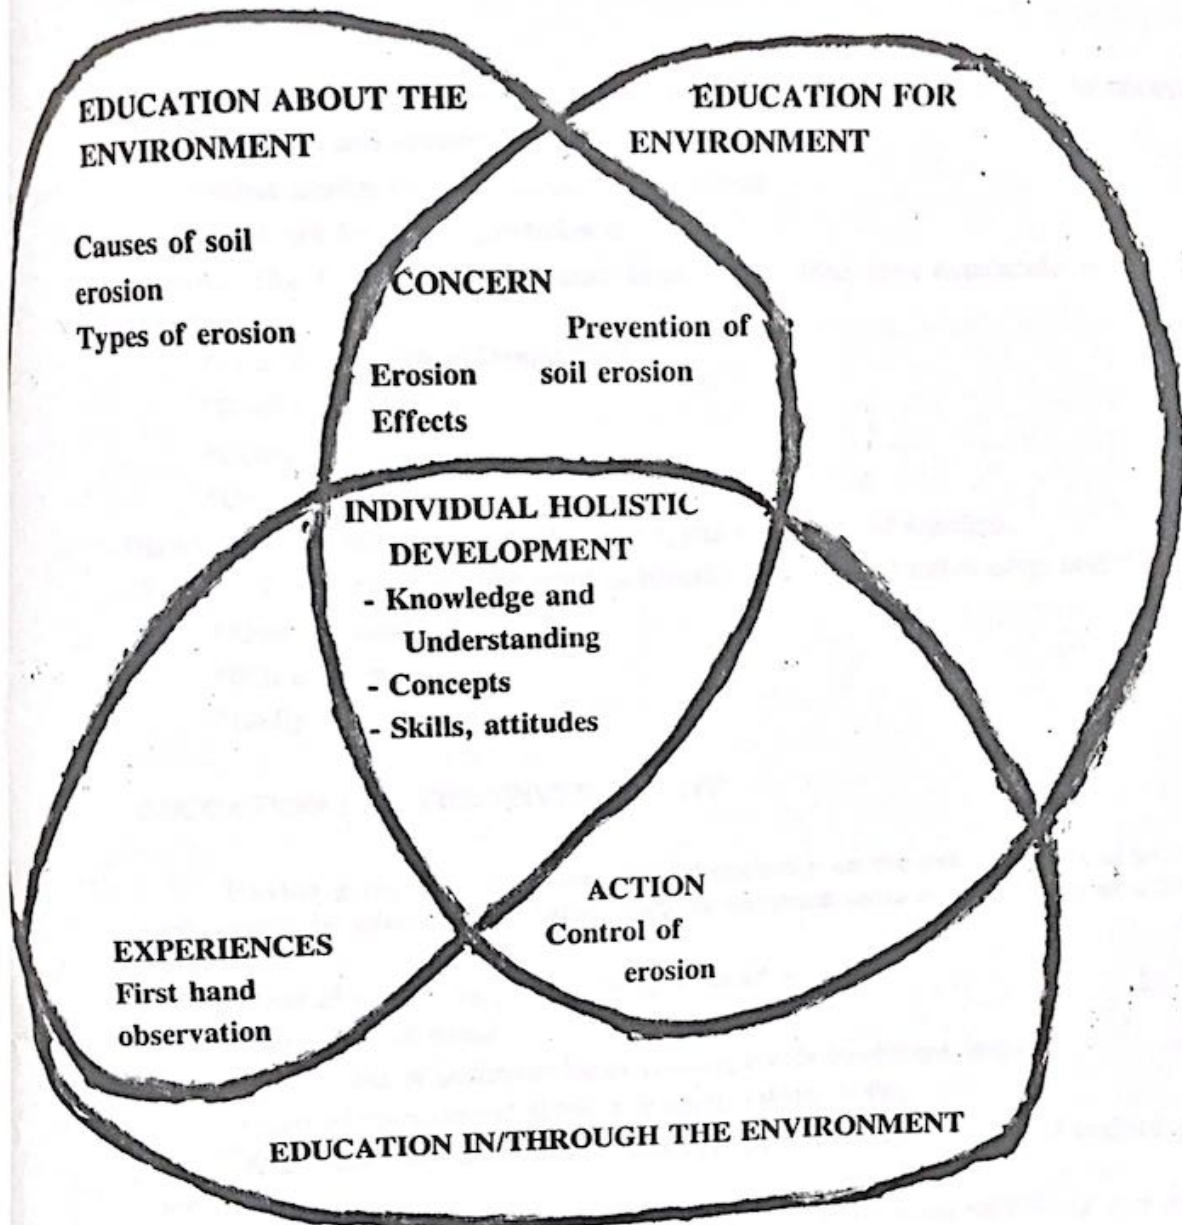 EDUCATION ABOUT THE
ENVIRONMENT
Causes of soil
erosion
Types of erosion
EDUCATION FOR
ENVIRONMENT
CONCERN
Prevention of
Erosion soil erosion
Effects
INDIVIDUAL HOLISTIC
DEVELOPMENT
- Knowledge and
Understanding
- Concepts
- Skills, attitudes
EXPERIENCES
First hand
observation
ACTION
Control of
erosion
EDUCATION IN/THROUGH THE ENVIRONMENT